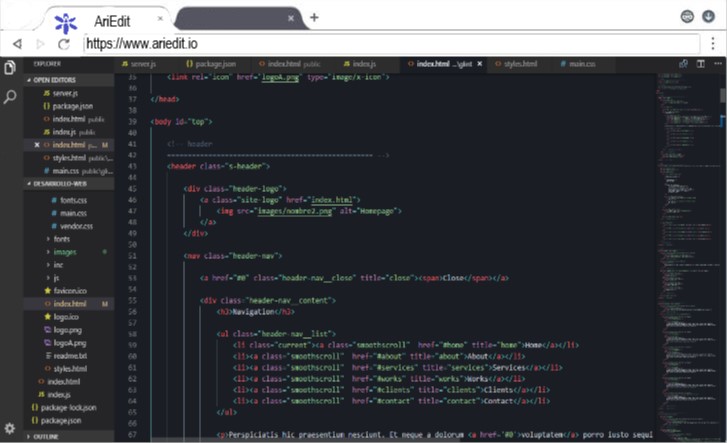 AriEdit
https://www.ariedit.io
EXPLORER
OPEN EDITORS
server.js
package.json
index.html public
index.js public
index.html p... M
styles.html public\...
main.css public\gl...
DESARROLLO-WEB
fonts.css
main.css
vendor.css
fonts
images
inc
js
favicon.ico
index.html M
logo.ico
logo.png
logoA.png
readme.txt
styles.html
index.html
index.js
package-lock.json
package.json
OUTLINE
server.js package.json index.html public index.js index.html ...\gknt styles.html main.css
35 <link rel="icon" href="logoA.png" type="image/x-icon">
36
37 </head>
38
39 <body id="top">
40
41 <!-- header
42 ================================================== -->
43 <header class="s-header">
44
45 <div class="header-logo">
46 <a class="site-logo" href="index.html">
47 <img src="images/nombre2.png" alt="Homepage">
48 </a>
49 </div>
50
51 <nav class="header-nav">
52
53 <a href="#0" class="header-nav__close" title="close"><span>Close</span></a>
54
55 <div class="header-nav__content">
56 <h3>Navigation</h3>
57
58 <ul class="header-nav__list">
59 <li class="current"><a class="smoothscroll" href="#home" title="home">Home</a></li>
60 <li><a class="smoothscroll" href="#about" title="about">About</a></li>
61 <li><a class="smoothscroll" href="#services" title="services">Services</a></li>
62 <li><a class="smoothscroll" href="#works" title="works">Works</a></li>
63 <li><a class="smoothscroll" href="#clients" title="clients">Clients</a></li>
64 <li><a class="smoothscroll" href="#contact" title="contact">Contact</a></li>
65 </ul>
66
67 <p>Perspiciatis hic praesentium nesciunt. Et neque a dolorum <a href="#0">voluptatem</a> porro iusto sequi